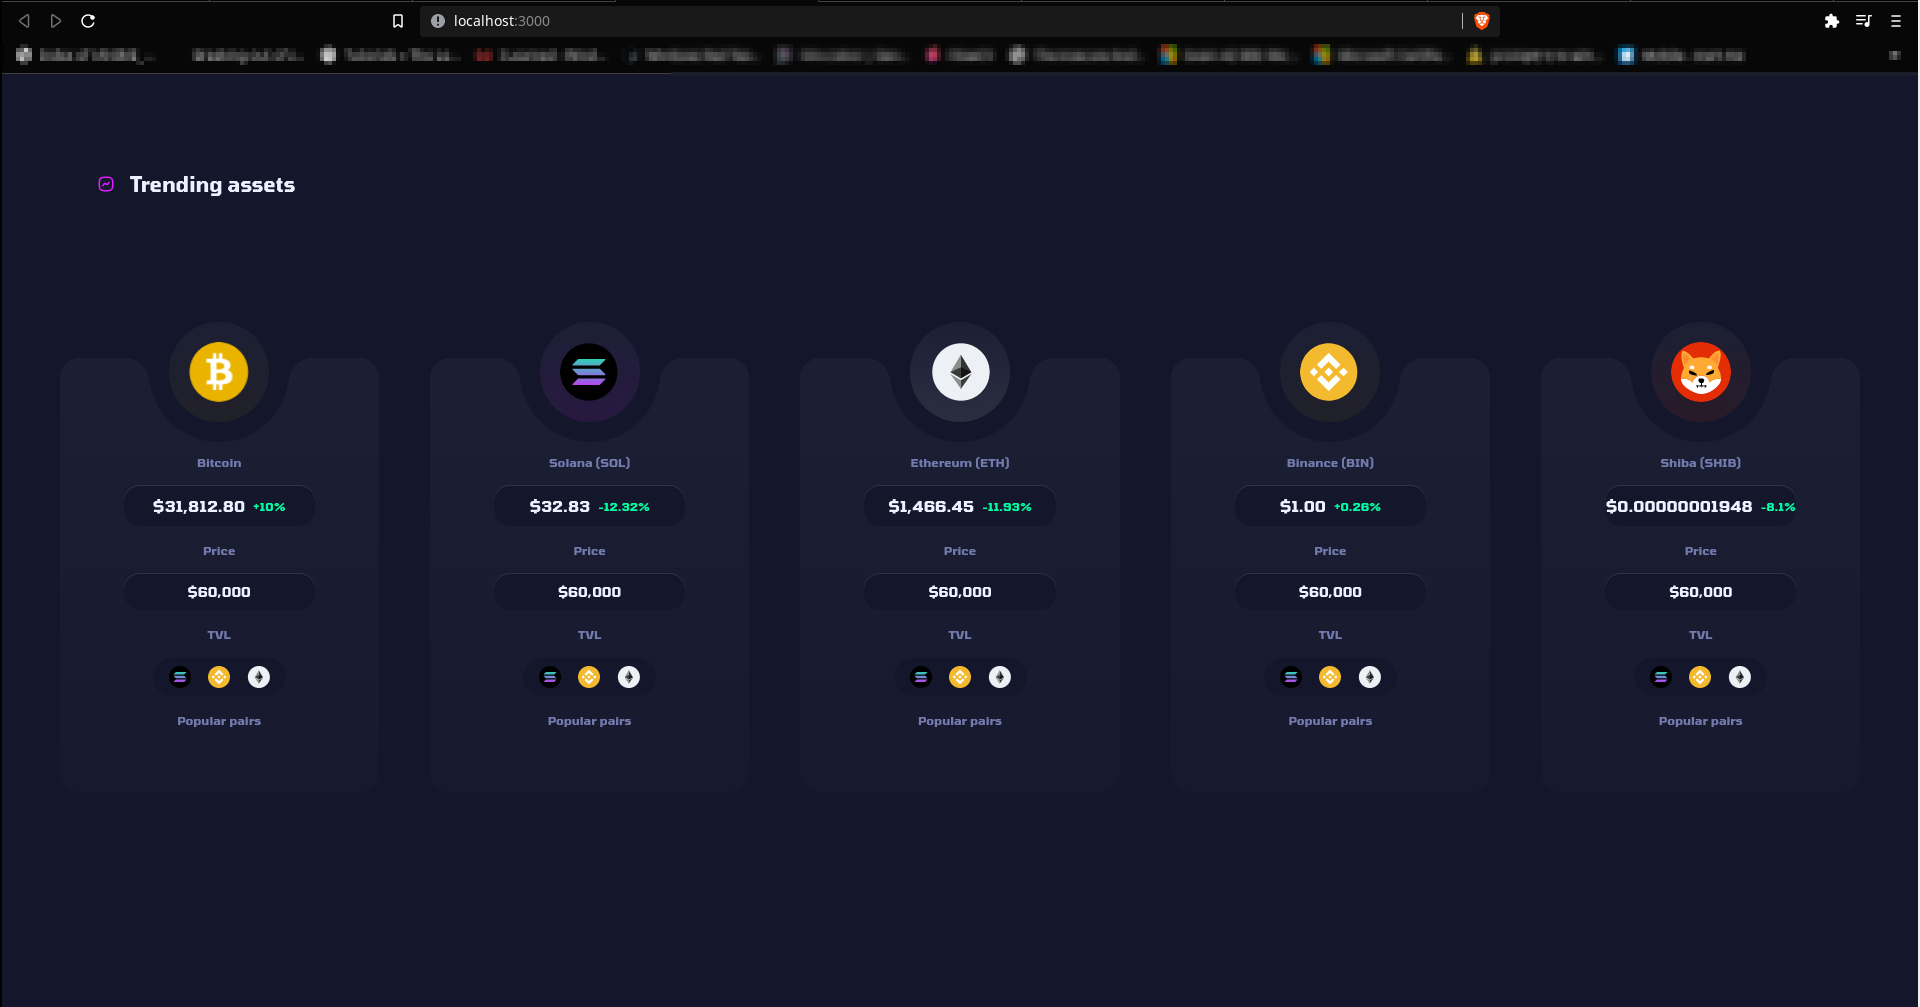 localhost:3000
Trending assets
Bitcoin
$31,812.80 +10%
Price
$60,000
TVL
Popular pairs
Solana (SOL)
$32.83 -12.32%
Price
$60,000
TVL
Popular pairs
Ethereum (ETH)
$1,466.45 -11.93%
Price
$60,000
TVL
Popular pairs
Binance (BIN)
$1.00 +0.26%
Price
$60,000
TVL
Popular pairs
Shiba (SHIB)
$0.00000001948 -8.1%
Price
$60,000
TVL
Popular pairs